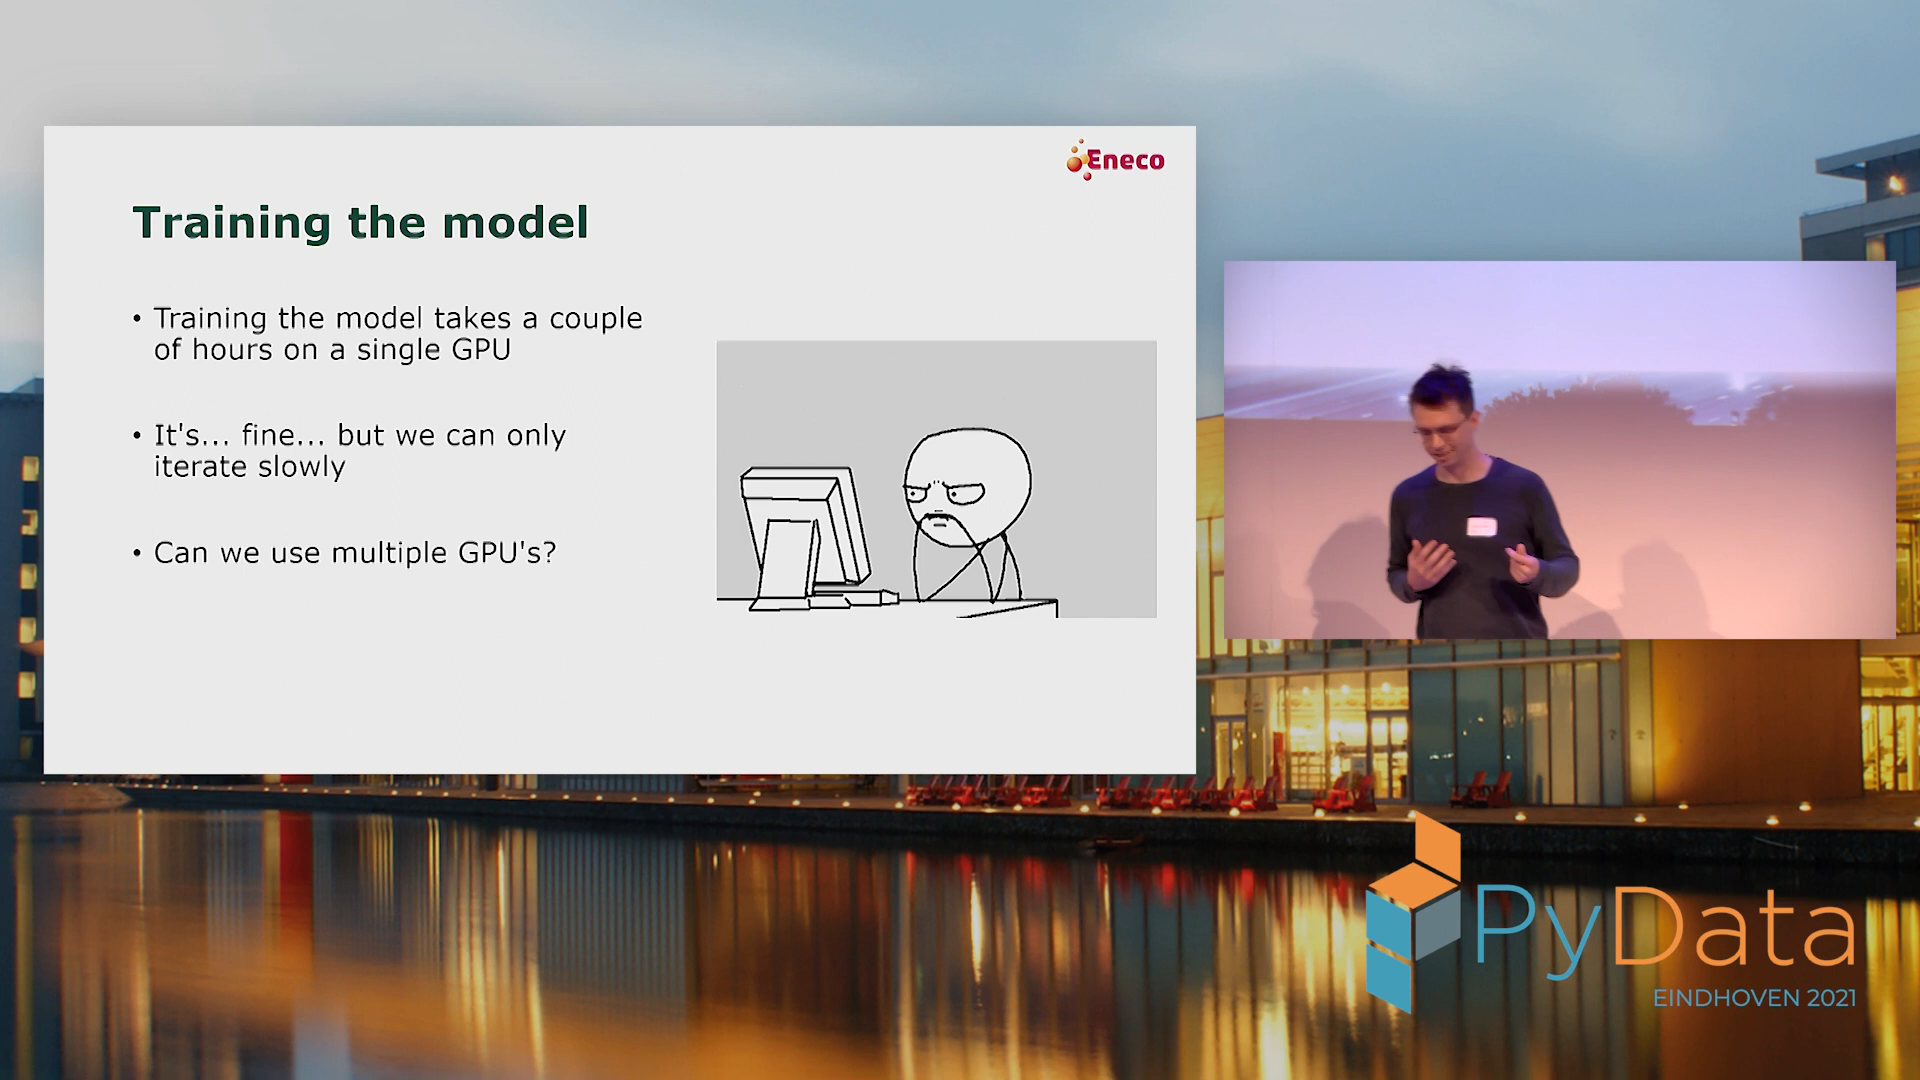 Eneco
Training the model
• Training the model takes a couple
of hours on a single GPU
• It's... fine... but we can only
iterate slowly
• Can we use multiple GPU's?
PyData
EINDHOVEN 2021